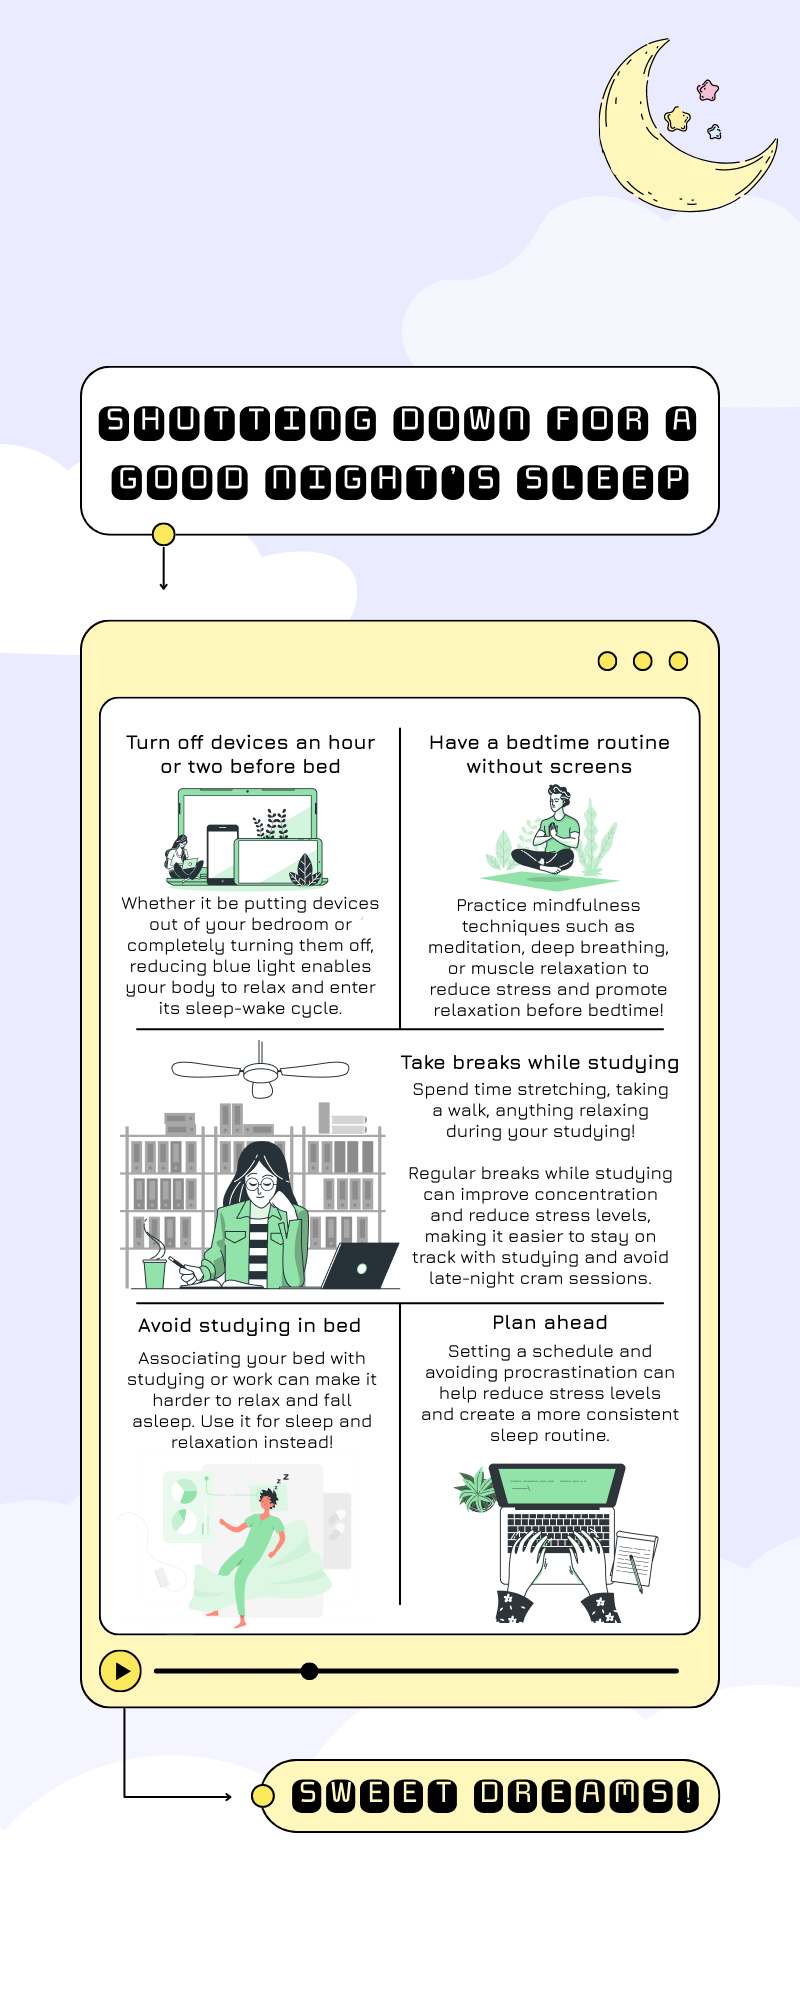 SHUTTING DOWN FOR A
GOOD NIGHT'S SLEEP
Turn off devices an hour
or two before bed
Whether it be putting devices
out of your bedroom or
completely turning them off,
reducing blue light enables
your body to relax and enter
its sleep-wake cycle.
Have a bedtime routine
without screens
Practice mindfulness
techniques such as
meditation, deep breathing,
or muscle relaxation to
reduce stress and promote
relaxation before bedtime!
Take breaks while studying
Spend time stretching, taking
a walk, anything relaxing
during your studying!
Regular breaks while studying
can improve concentration
and reduce stress levels,
making it easier to stay on
track with studying and avoid
late-night cram sessions.
Avoid studying in bed
Associating your bed with
studying or work can make it
harder to relax and fall
asleep. Use it for sleep and
relaxation instead!
z z Z
Plan ahead
Setting a schedule and
avoiding procrastination can
help reduce stress levels
and create a more consistent
sleep routine.
SWEET DREAMS!